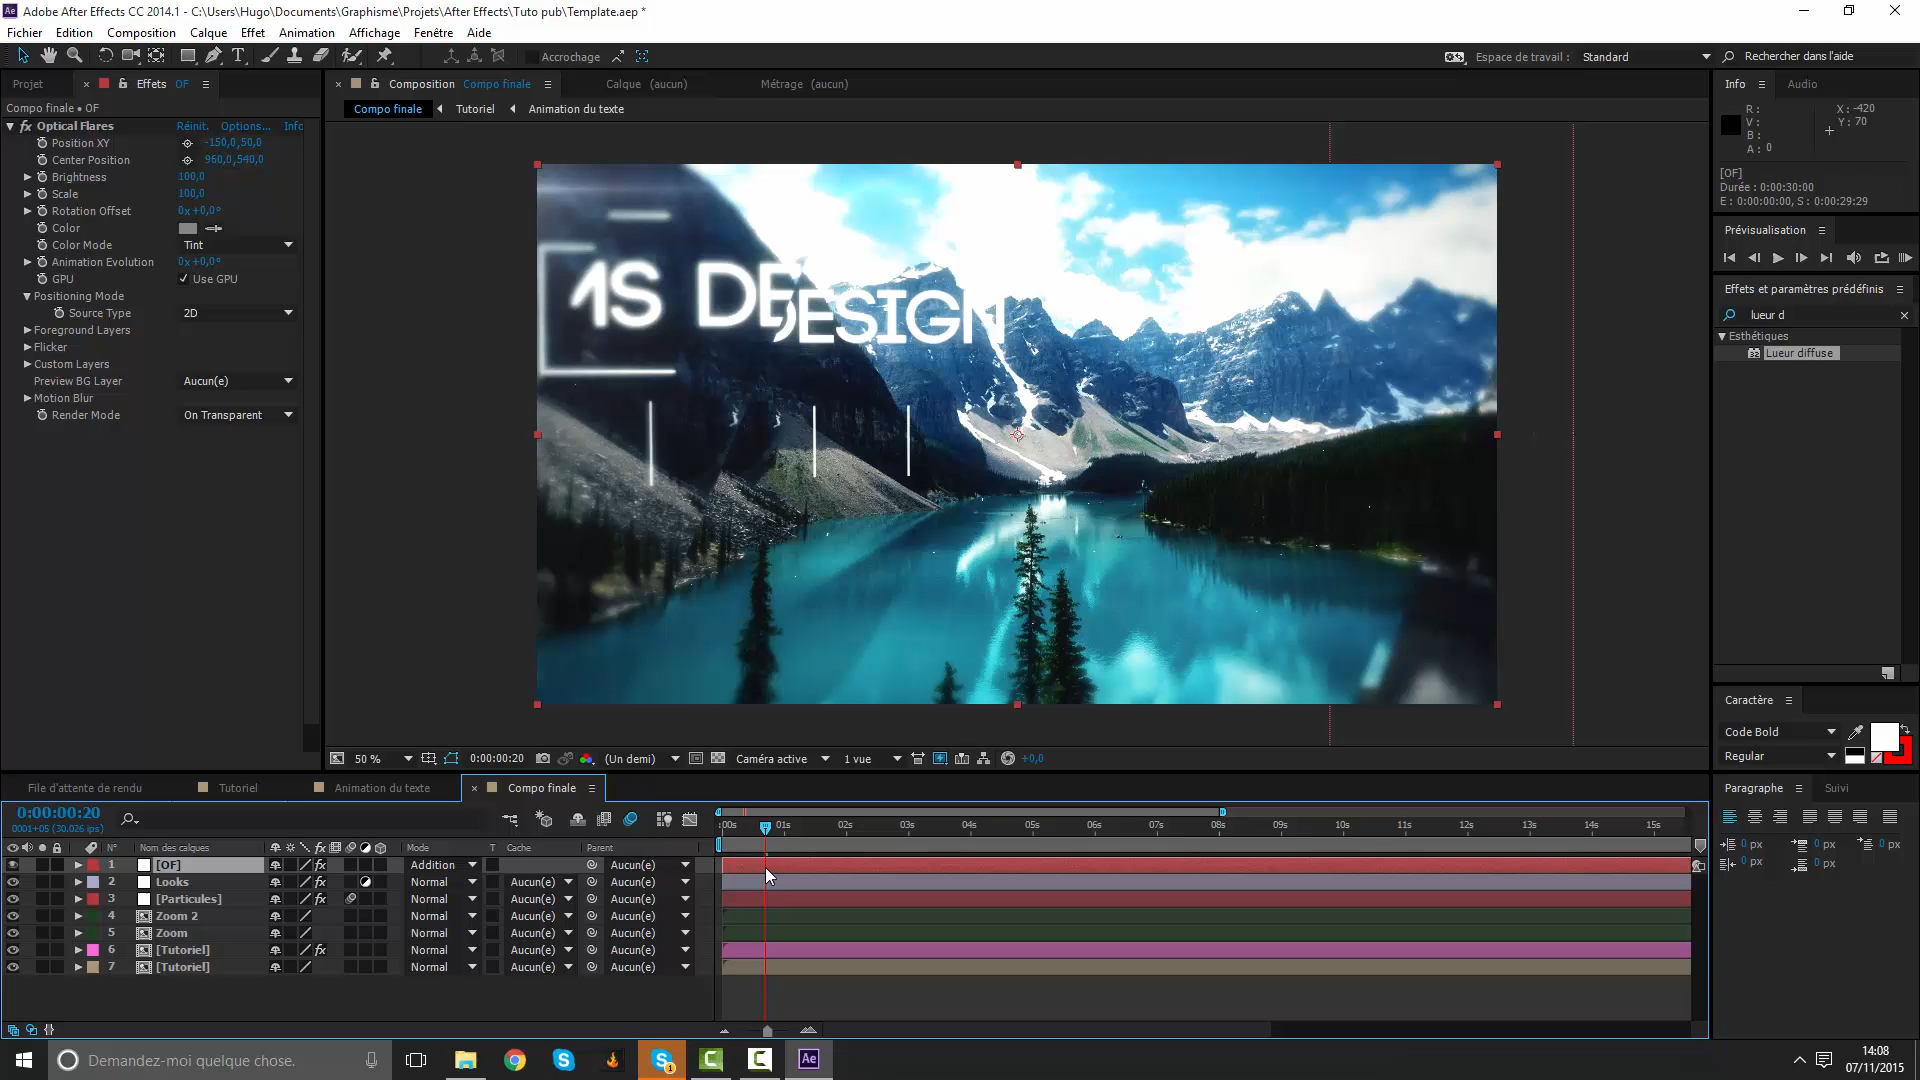 Adobe After Effects CC 2014.1 - C:\Users\Hugo\Documents\Graphisme\Projets\After Effects\Tuto pub\Template.aep *
Fichier Edition Composition Calque Effet Animation Affichage Fenêtre Aide
Accrochage Espace de travail : Standard Rechercher dans l'aide
Projet Effets OF
Compo finale • OF
Optical Flares Réinit. Options... Info
Position XY -150,0,50,0
Center Position 960,0,540,0
Brightness 100,0
Scale 100,0
Rotation Offset 0x+0,0°
Color
Color Mode Tint
Animation Evolution 0x+0,0°
GPU Use GPU
Positioning Mode
Source Type 2D
Foreground Layers
Flicker
Custom Layers
Preview BG Layer Aucun(e)
Motion Blur
Render Mode On Transparent
Composition Compo finale Calque (aucun) Métrage (aucun)
Compo finale Tutoriel Animation du texte
DE
ESIGN
50 % 0:00:00:20 (Un demi) Caméra active 1 vue +0,0
Info Audio
R : X : -420
V : Y : 70
B :
A : 0
[OF]
Durée : 0:00:30:00
E : 0:00:00:00, S : 0:00:29:29
Prévisualisation
Effets et paramètres prédéfinis
lueur d
Esthétiques
32 Lueur diffuse
Caractère
Code Bold
Regular
Paragraphe Suivi
0 px 0 px 0 px
0 px 0 px
File d'attente de rendu Tutoriel Animation du texte Compo finale
0:00:00:20
0001+05 (30.026 ips)
:00s 01s 02s 03s 04s 05s 06s 07s 08s 09s 10s 11s 12s 13s 14s 15s
N° Nom des calques Mode T Cache Parent
1 [OF] Addition Aucun(e)
2 Looks Normal Aucun(e) Aucun(e)
3 [Particules] Normal Aucun(e) Aucun(e)
4 Zoom 2 Normal Aucun(e) Aucun(e)
5 Zoom Normal Aucun(e) Aucun(e)
6 [Tutoriel] Normal Aucun(e) Aucun(e)
7 [Tutoriel] Normal Aucun(e) Aucun(e)
Demandez-moi quelque chose.
14:08
07/11/2015